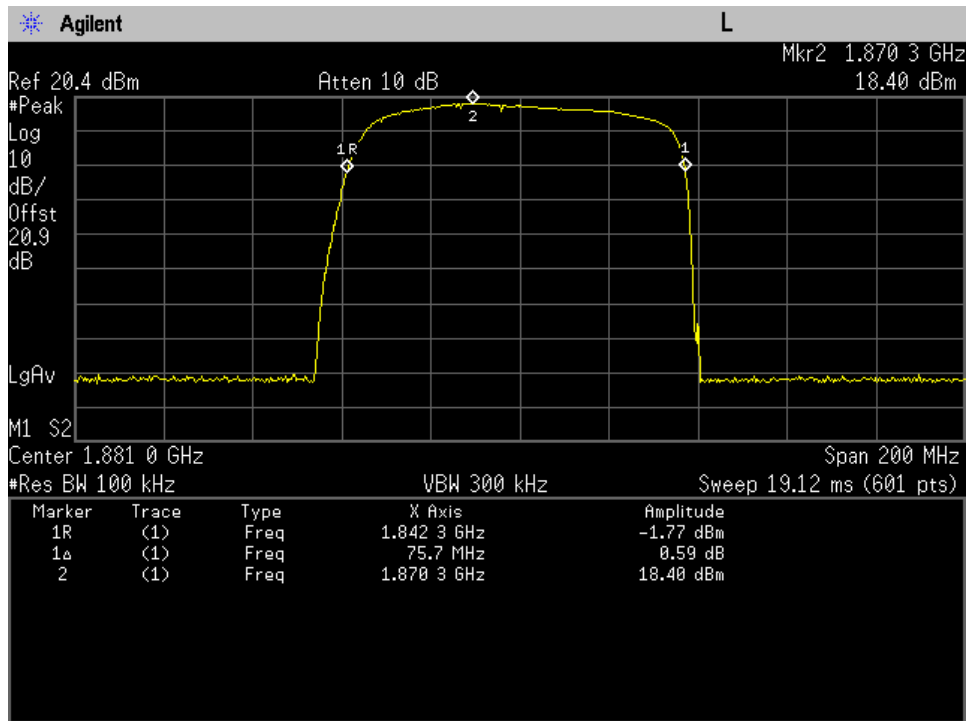 Agilent L
Mkr2 1.870 3 GHz
Ref 20.4 dBm Atten 10 dB 18.40 dBm
#Peak
Log
10
dB/
Offst
20.9
dB
2
1R 1
LgAv
M1 S2
Center 1.881 0 GHz Span 200 MHz
#Res BW 100 kHz VBW 300 kHz Sweep 19.12 ms (601 pts)
Marker Trace Type X Axis Amplitude
1R (1) Freq 1.842 3 GHz -1.77 dBm
1Δ (1) Freq 75.7 MHz 0.59 dB
2 (1) Freq 1.870 3 GHz 18.40 dBm